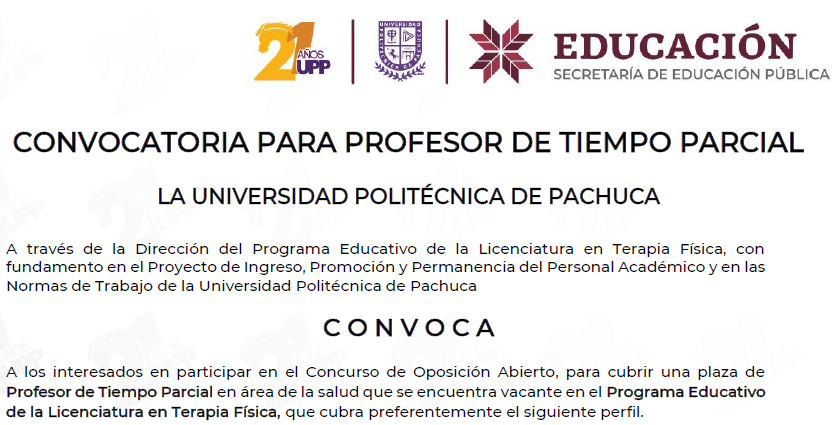 21 AÑOS UPP
UNIVERSIDAD
EDUCACIÓN
SECRETARÍA DE EDUCACIÓN PÚBLICA
CONVOCATORIA PARA PROFESOR DE TIEMPO PARCIAL
LA UNIVERSIDAD POLITÉCNICA DE PACHUCA
A través de la Dirección del Programa Educativo de la Licenciatura en Terapia Física, con
fundamento en el Proyecto de Ingreso, Promoción y Permanencia del Personal Académico y en las
Normas de Trabajo de la Universidad Politécnica de Pachuca
C O N V O C A
A los interesados en participar en el Concurso de Oposición Abierto, para cubrir una plaza de
Profesor de Tiempo Parcial en área de la salud que se encuentra vacante en el Programa Educativo
de la Licenciatura en Terapia Física, que cubra preferentemente el siguiente perfil.